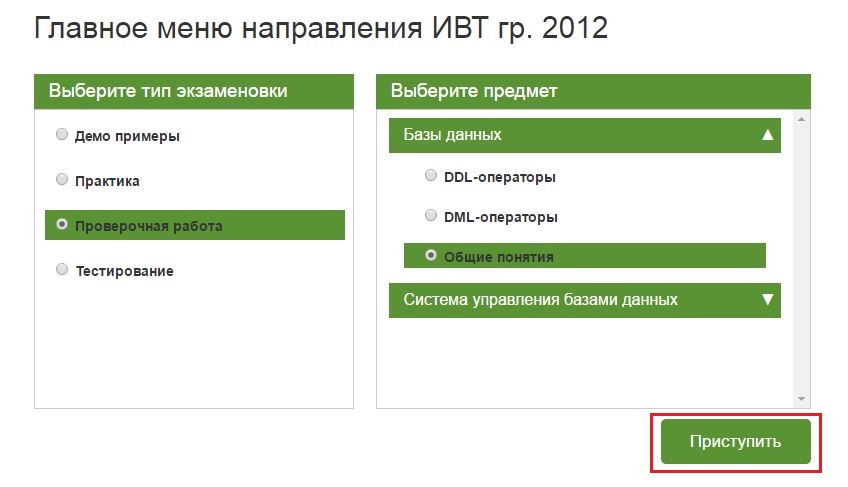 Главное меню направления ИВТ гр. 2012
Выберите тип экзаменовки
Демо примеры
Практика
Проверочная работа
Тестирование
Выберите предмет
Базы данных
DDL-операторы
DML-операторы
Общие понятия
Система управления базами данных
Приступить